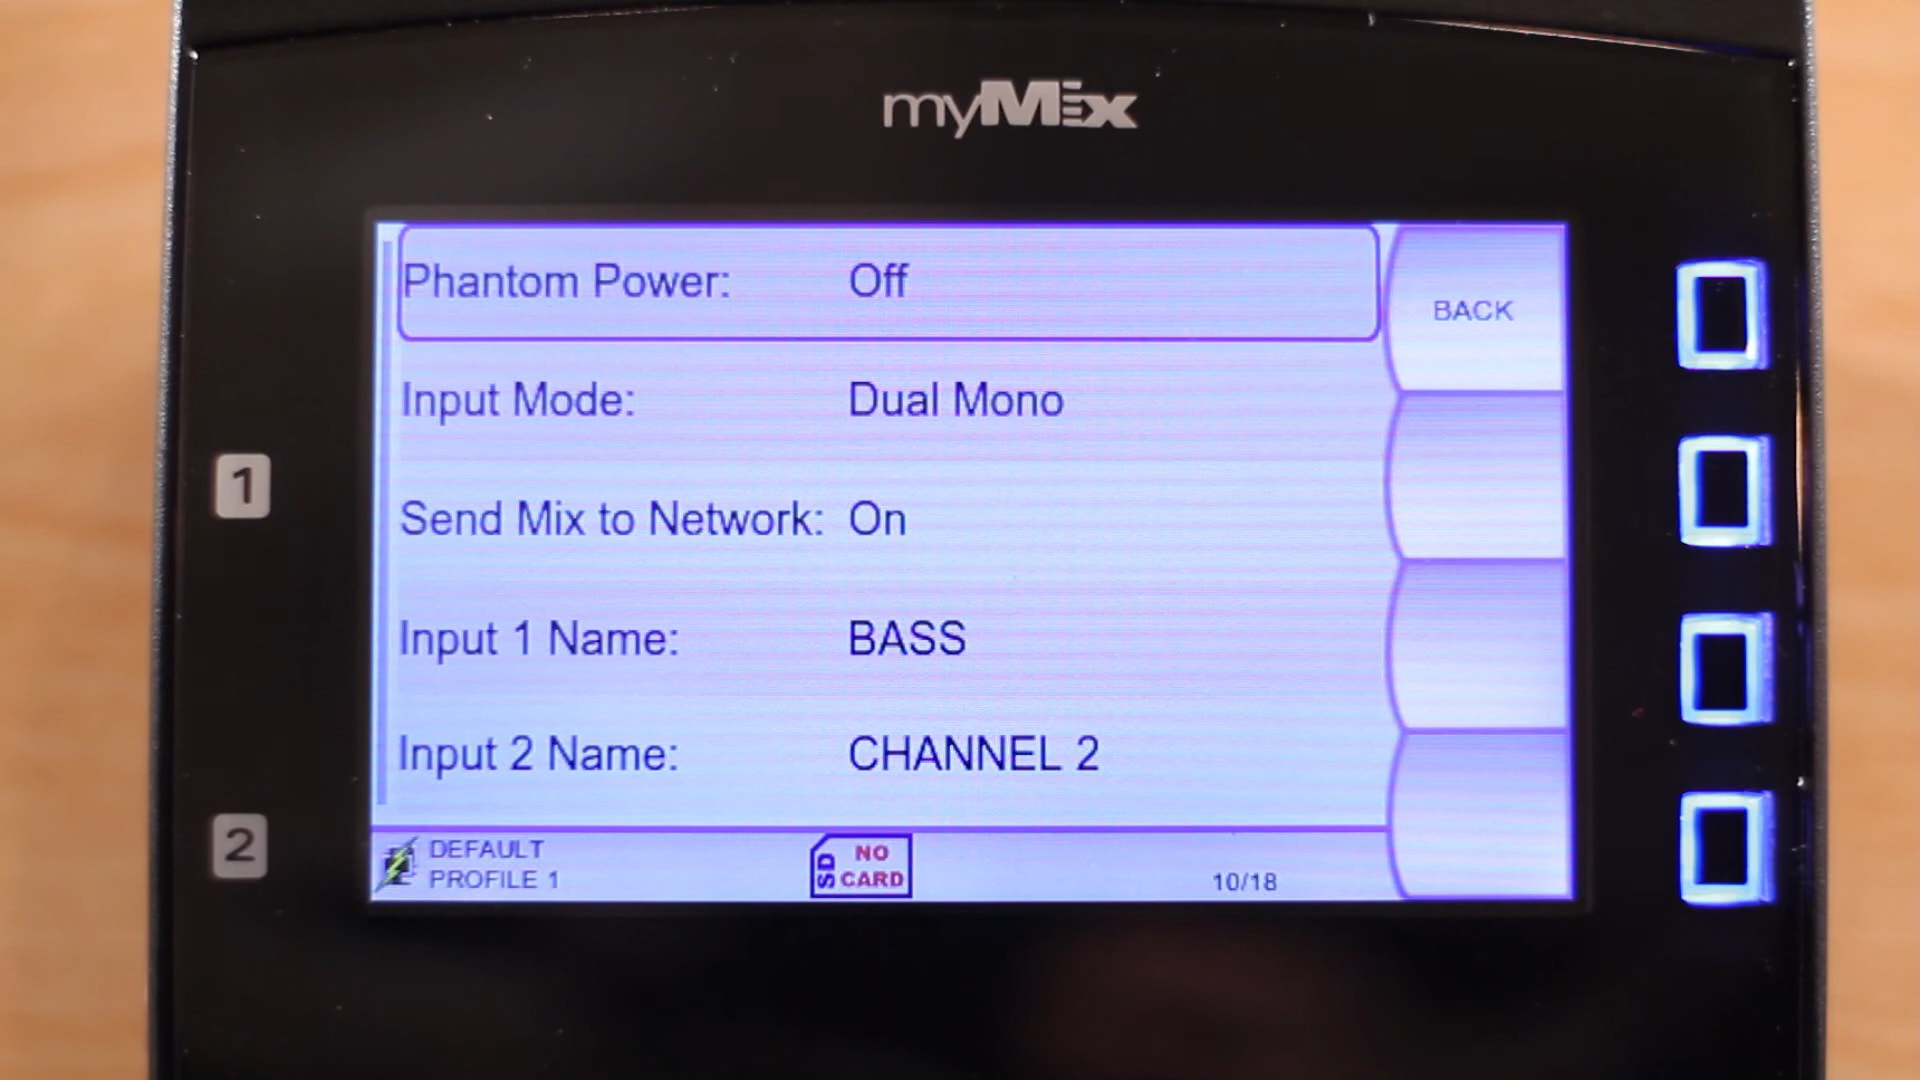 myMix
Phantom Power: Off
BACK
Input Mode: Dual Mono
1
Send Mix to Network: On
Input 1 Name: BASS
Input 2 Name: CHANNEL 2
2
DEFAULT
PROFILE 1
SD
NO
CARD
10/18